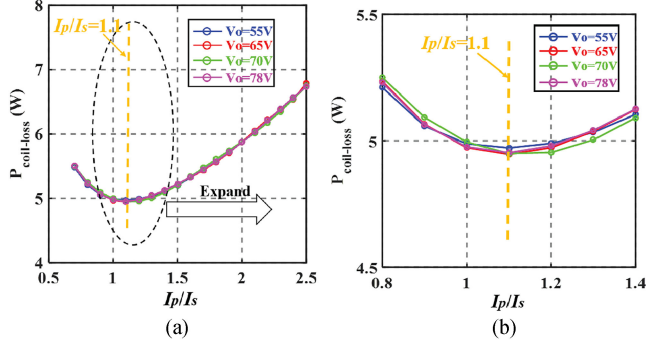 Ip/Is=1.1
Vo=55V
Vo=65V
Vo=70V
Vo=78V
Expand
P coil-loss (W)
8
7
6
5
4
0.5
1
1.5
2
2.5
Ip/Is
(a)
Ip/Is=1.1
Vo=55V
Vo=65V
Vo=70V
Vo=78V
P coil-loss (W)
5.5
5
4.5
0.8
1
1.2
1.4
Ip/Is
(b)